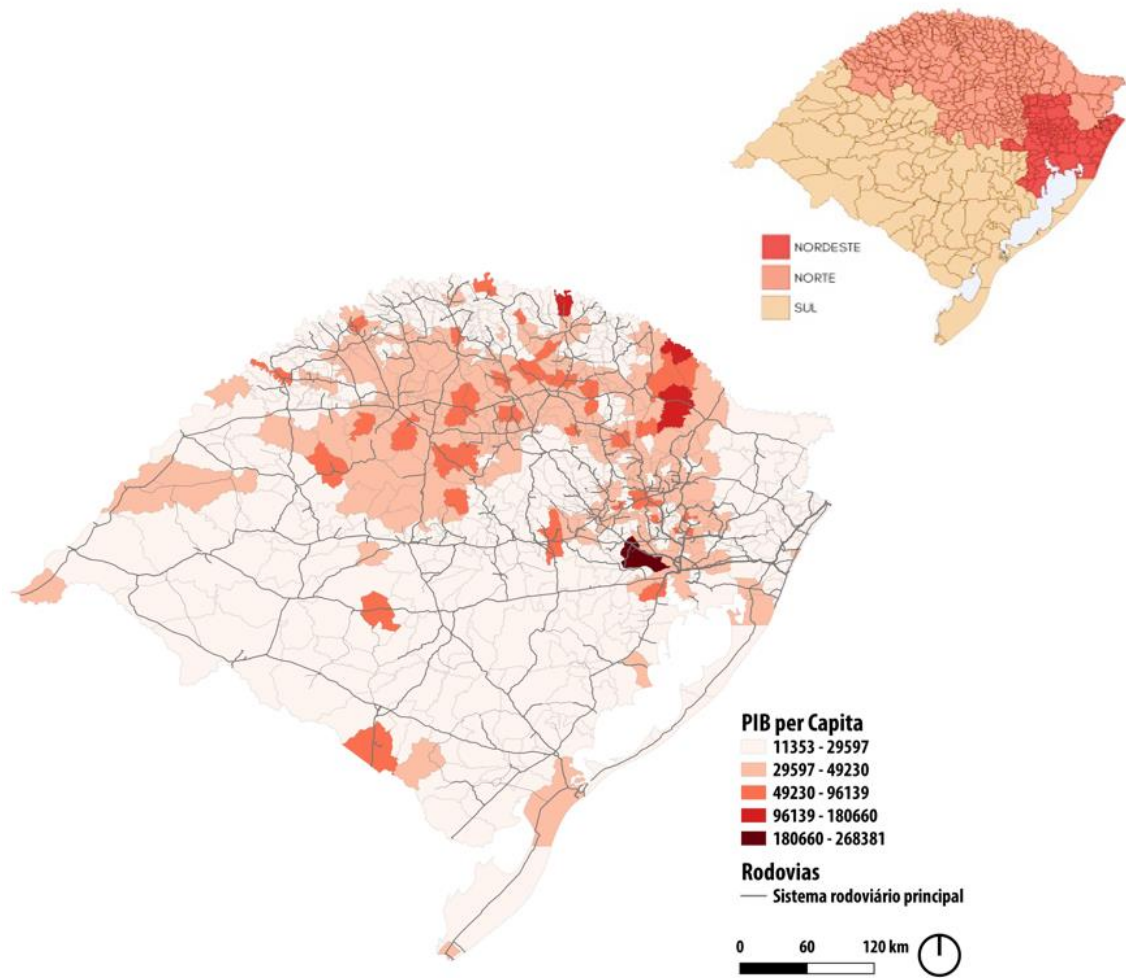 NORDESTE
NORTE
SUL
PIB per Capita
11353 - 29597
29597 - 49230
49230 - 96139
96139 - 180660
180660 - 268381
Rodovias
Sistema rodoviário principal
0 60 120 km